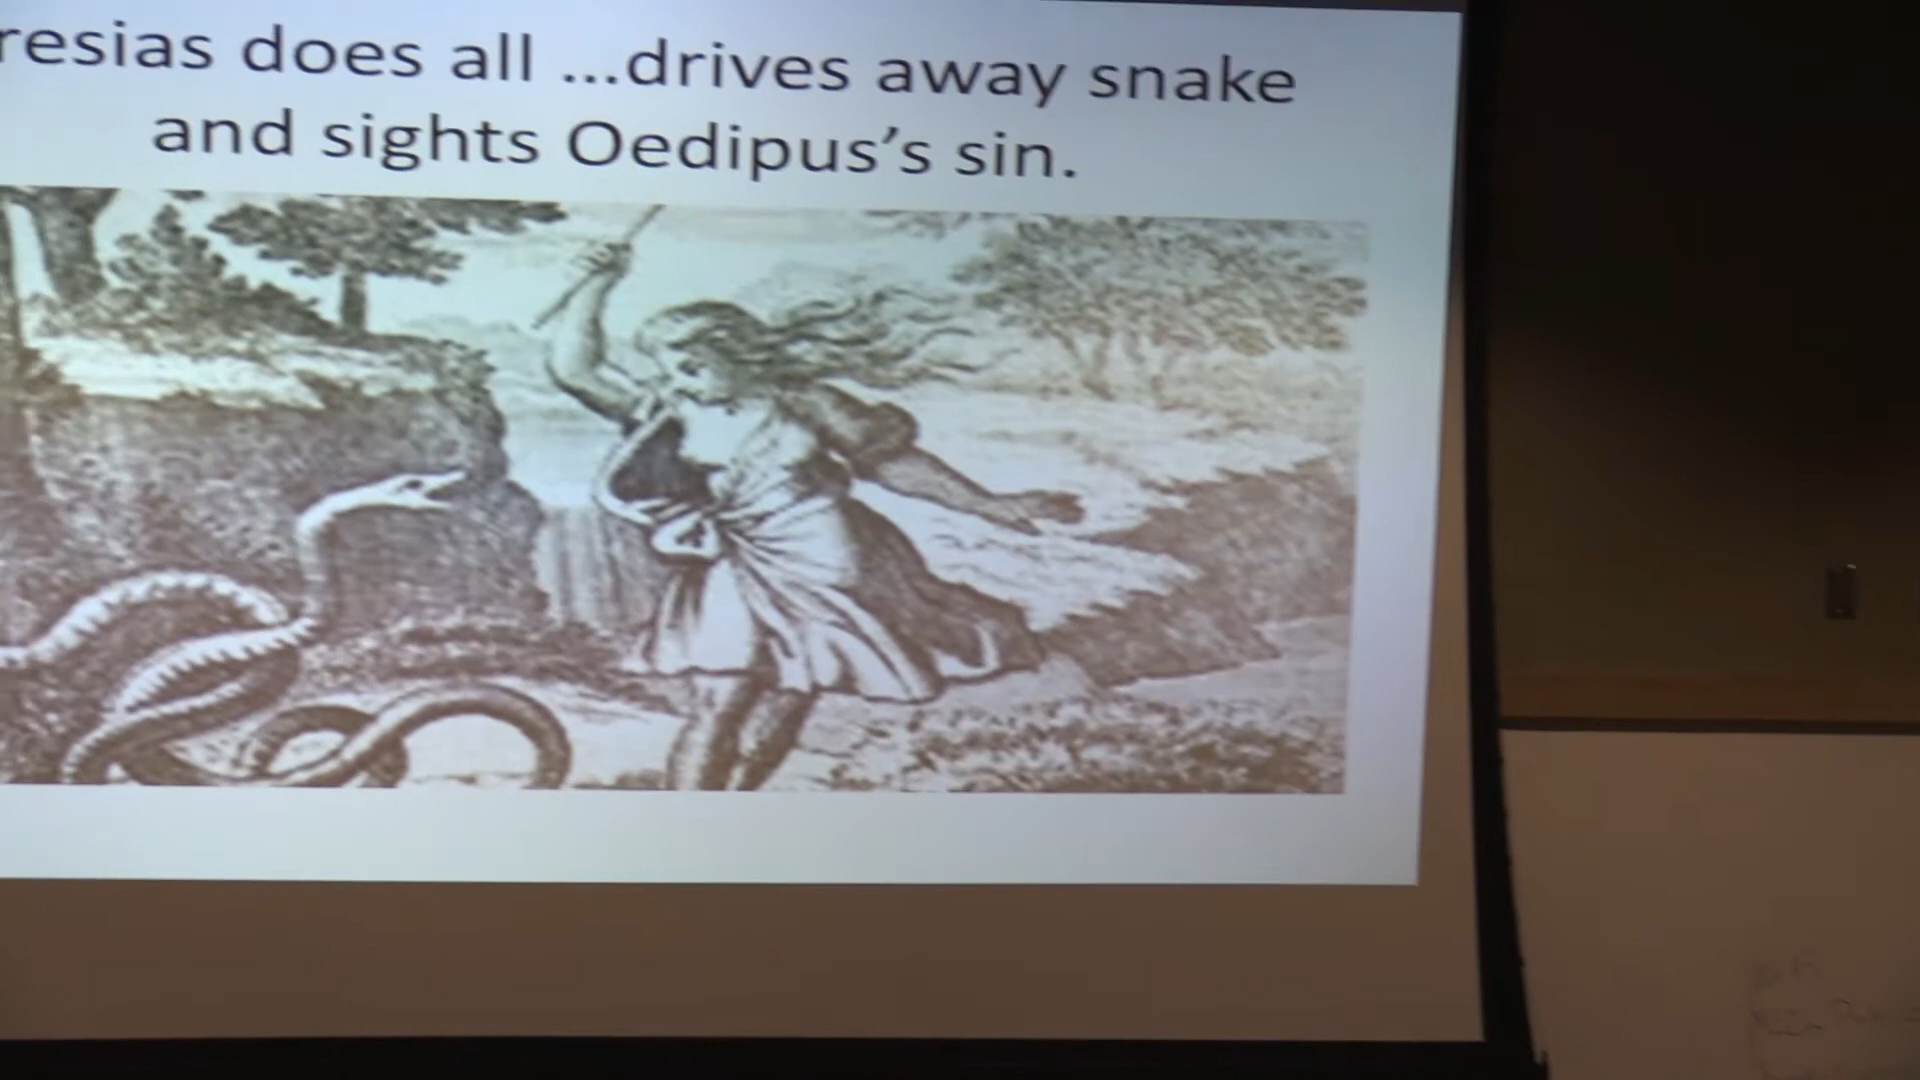 resias does all ...drives away snake
and sights Oedipus's sin.